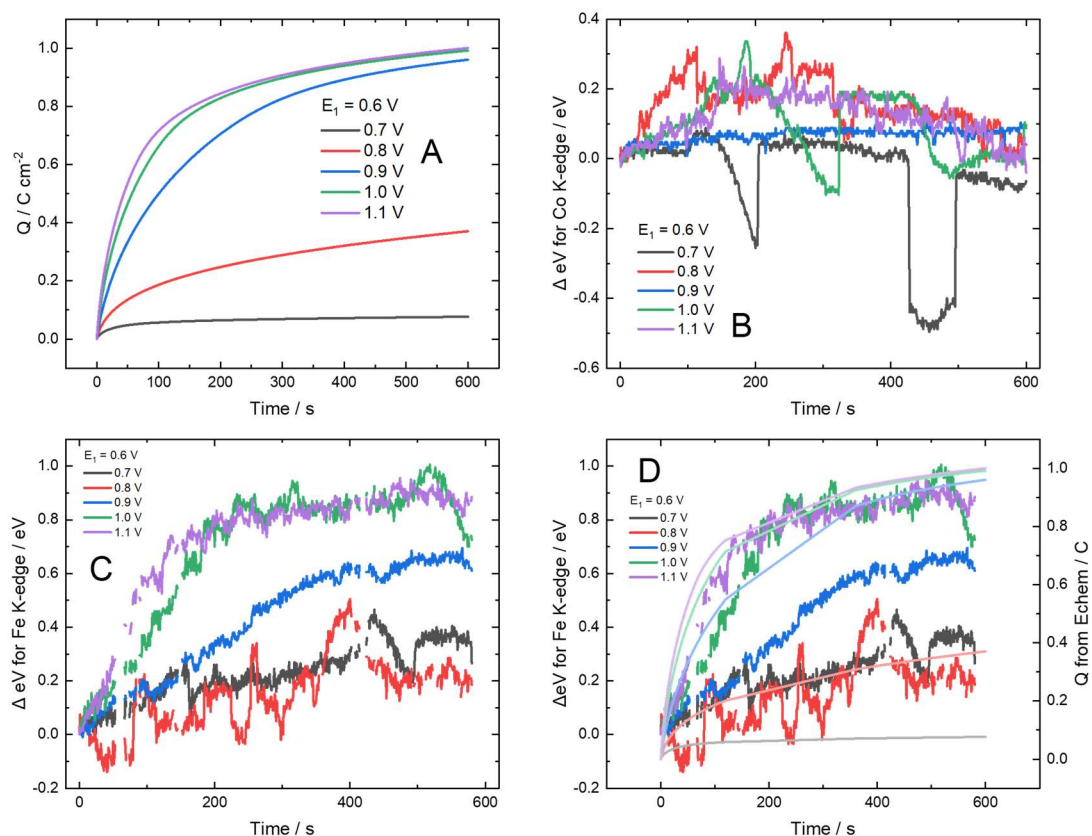 1.0
0.8
0.6
0.4
0.2
0.0
Q / C cm⁻²
E₁ = 0.6 V
0.7 V
0.8 V
0.9 V
1.0 V
1.1 V
A
0 100 200 300 400 500 600
Time / s
0.4
0.2
0.0
-0.2
-0.4
-0.6
Δ eV for Co K-edge / eV
E₁ = 0.6 V
0.7 V
0.8 V
0.9 V
1.0 V
1.1 V
B
0 200 400 600
Time / s
1.0
0.8
0.6
0.4
0.2
0.0
-0.2
Δ eV for Fe K-edge / eV
E₁ = 0.6 V
0.7 V
0.8 V
0.9 V
1.0 V
1.1 V
C
0 200 400 600
Time / s
1.0
0.8
0.6
0.4
0.2
0.0
-0.2
ΔeV for Fe K-edge / eV
D
E₁ = 0.6 V
0.7 V
0.8 V
0.9 V
1.0 V
1.1 V
0 200 400 600
Time / s
1.0
0.8
0.6
0.4
0.2
0.0
Q from Eshem / C